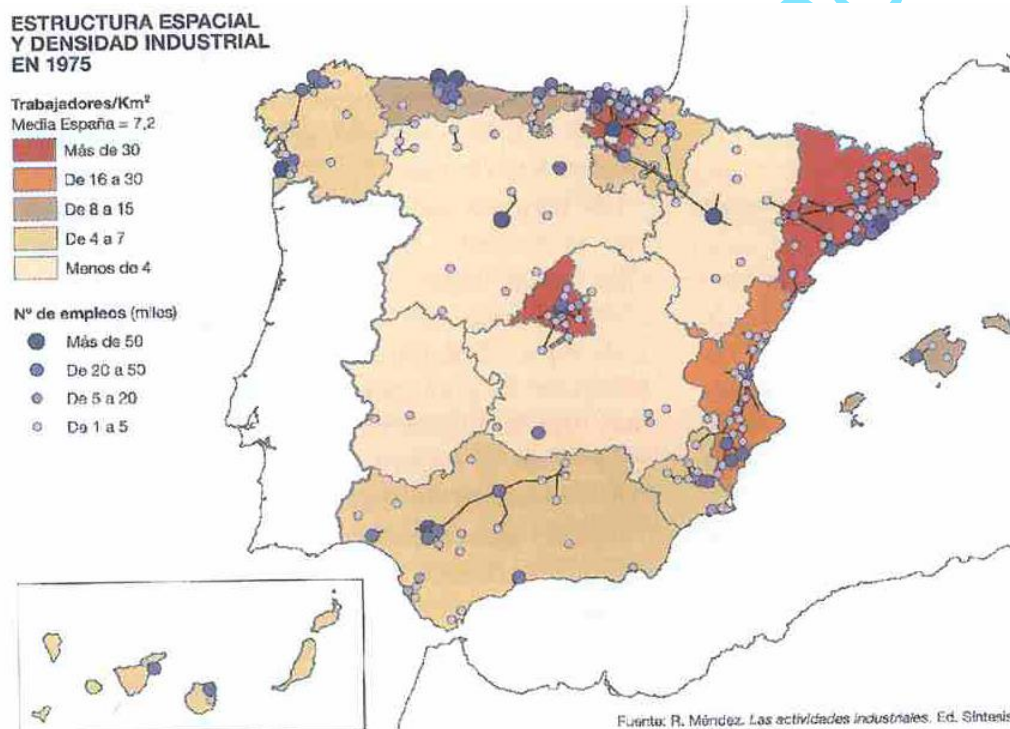 ESTRUCTURA ESPACIAL
Y DENSIDAD INDUSTRIAL
EN 1975
Trabajadores/Km²
Media España = 7,2
Más de 30
De 16 a 30
De 8 a 15
De 4 a 7
Menos de 4
Nº de empleos (miles)
Más de 50
De 20 a 50
De 5 a 20
De 1 a 5
Fuente: R. Méndez. Las actividades industriales. Ed. Síntesis